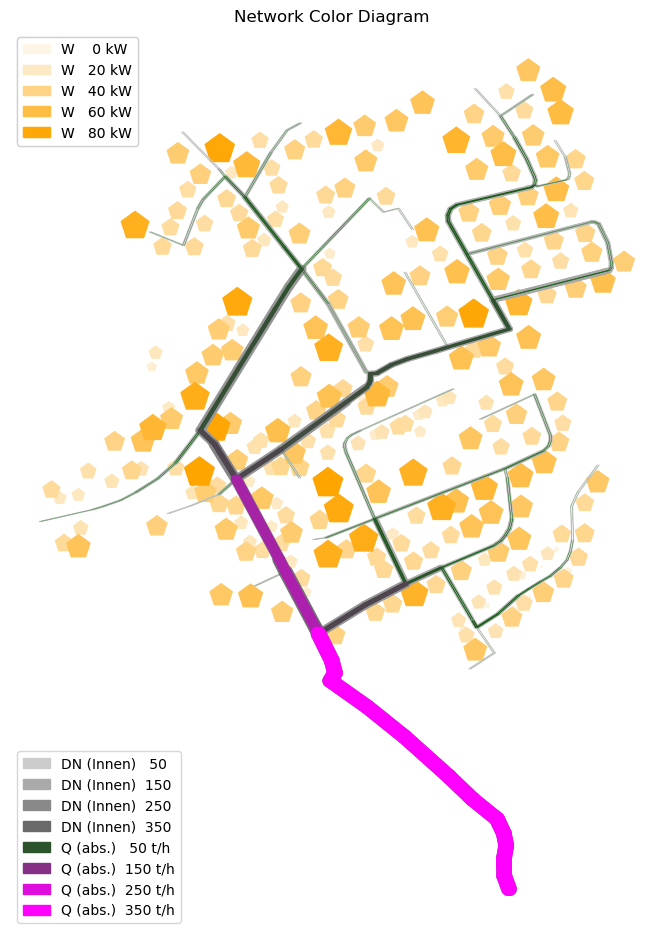 Network Color Diagram
W    0 kW
W   20 kW
W   40 kW
W   60 kW
W   80 kW
DN (Innen)   50
DN (Innen)  150
DN (Innen)  250
DN (Innen)  350
Q (abs.)   50 t/h
Q (abs.)  150 t/h
Q (abs.)  250 t/h
Q (abs.)  350 t/h